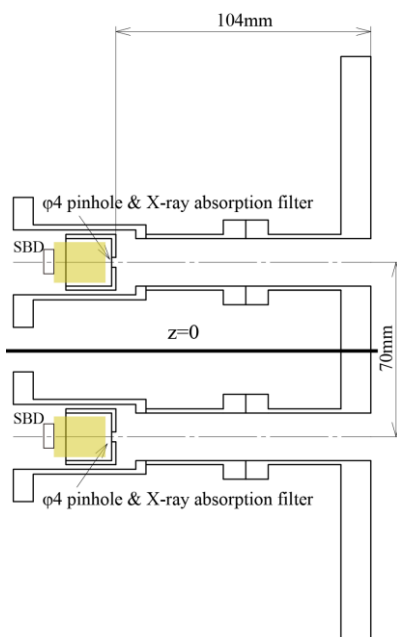 104mm
φ4 pinhole & X-ray absorption filter
SBD
z=0
70mm
SBD
φ4 pinhole & X-ray absorption filter